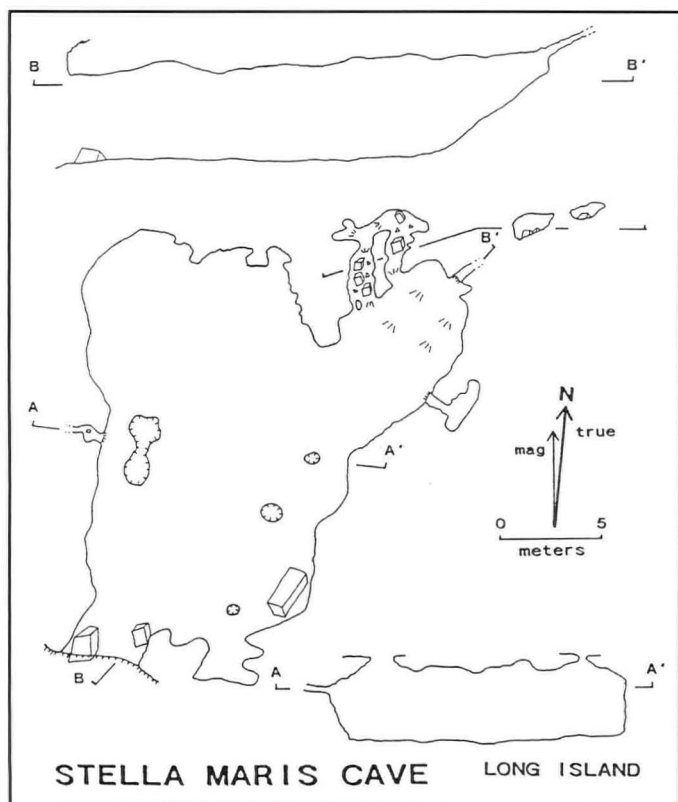 B B'
B'
A
N
true
mag
A'
0 5
meters
B
A A'
STELLA MARIS CAVE LONG ISLAND